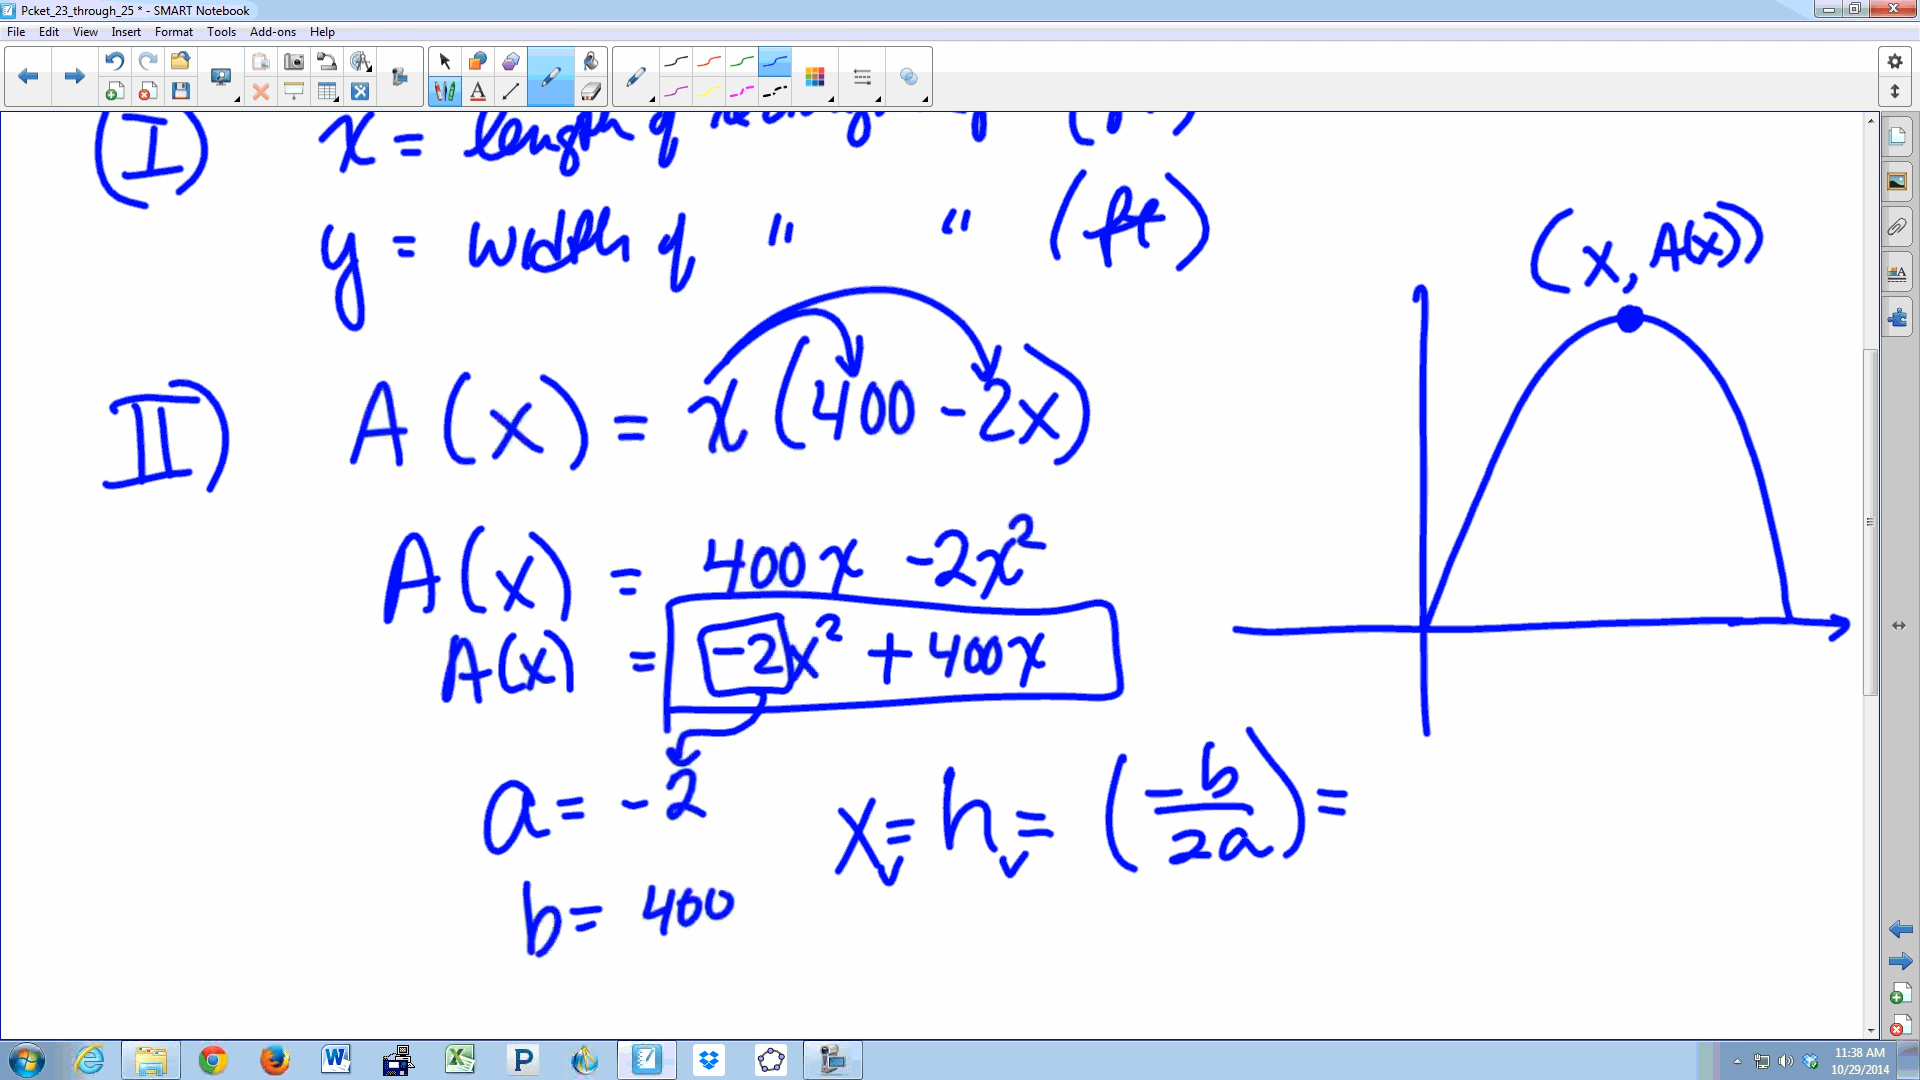 Pcket_23_through_25 * - SMART Notebook
File Edit View Insert Format Tools Add-ons Help
(I) x = length of (ft)
y = width of " " (ft)
(x, A(x))
II) A(x) = x(400 - 2x)
A(x) = 400x - 2x²
A(x) = -2x² + 400x
a = -2
x = h = (-b/2a) =
b = 400
11:38 AM
10/29/2014